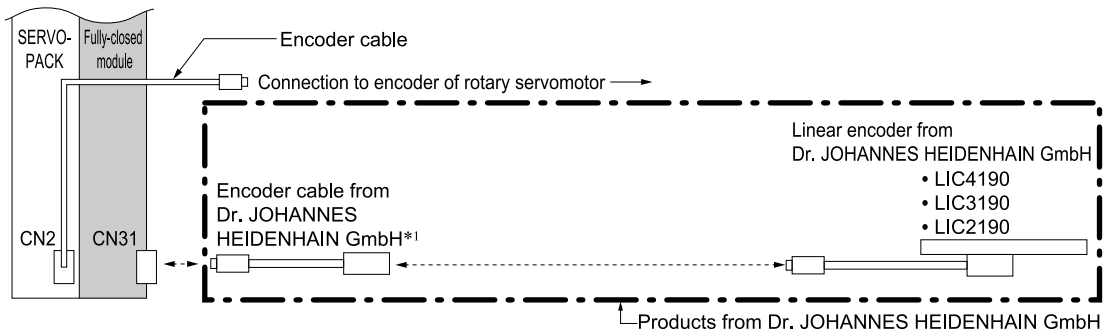 SERVO-
PACK
Fully-closed
module
Encoder cable
Connection to encoder of rotary servomotor
Linear encoder from
Dr. JOHANNES HEIDENHAIN GmbH
• LIC4190
• LIC3190
• LIC2190
Encoder cable from
Dr. JOHANNES
HEIDENHAIN GmbH*1
CN2
CN31
Products from Dr. JOHANNES HEIDENHAIN GmbH